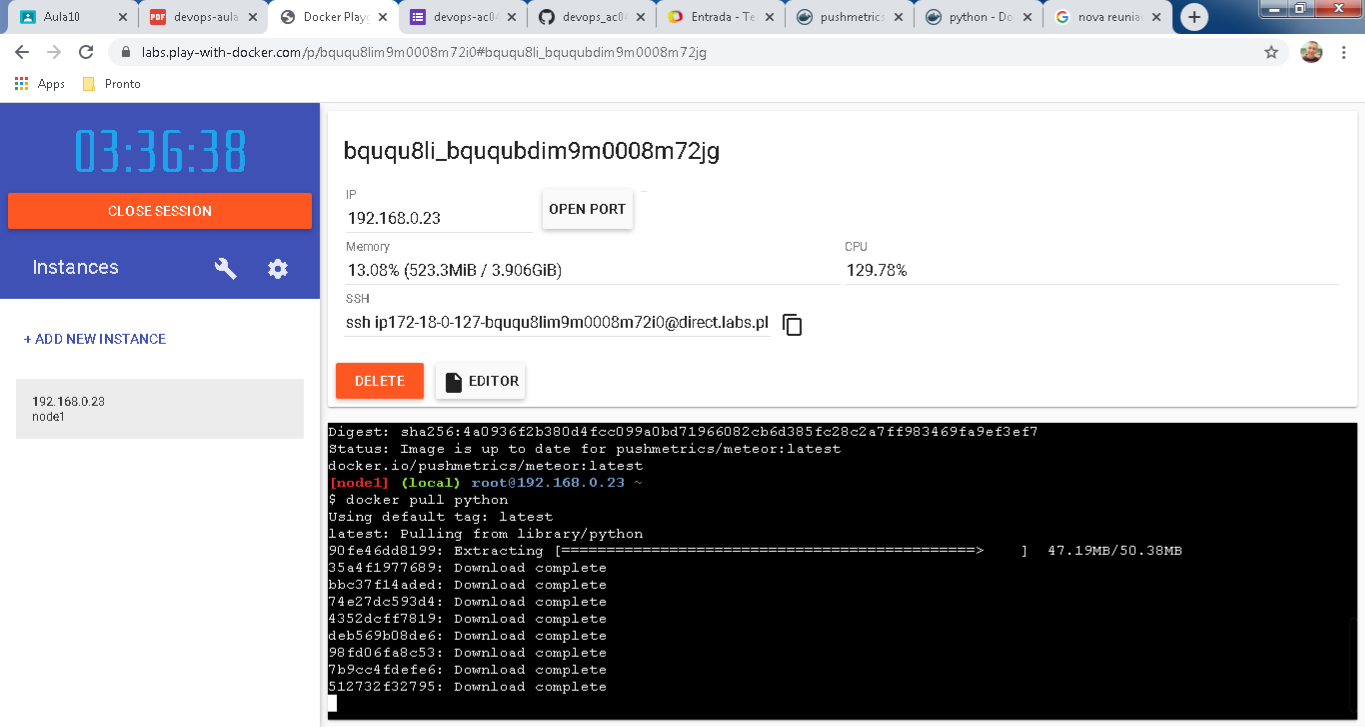 Aula10
devops-aula
Docker Playg
devops-ac04
devops_ac04
Entrada - Te
pushmetrics
python - Do
nova reuniao
labs.play-with-docker.com/p/bququ8lim9m0008m72i0#bququ8li_bququbdim9m0008m72jg
Apps
Pronto
03:36:38
CLOSE SESSION
Instances
+ ADD NEW INSTANCE
192.168.0.23
node1
bququ8li_bququbdim9m0008m72jg
IP
192.168.0.23
OPEN PORT
Memory
13.08% (523.3MiB / 3.906GiB)
CPU
129.78%
SSH
ssh ip172-18-0-127-bququ8lim9m0008m72i0@direct.labs.pl
DELETE
EDITOR
Digest: sha256:4a0936f2b380d4fcc099a0bd71966082cb6d385fc28c2a7ff983469fa9ef3ef7
Status: Image is up to date for pushmetrics/meteor:latest
docker.io/pushmetrics/meteor:latest
[node1] (local) root@192.168.0.23 ~
$ docker pull python
Using default tag: latest
latest: Pulling from library/python
90fe46dd8199: Extracting [==============================================>    ]  47.19MB/50.38MB
35a4f1977689: Download complete
bbc37f14aded: Download complete
74e27dc593d4: Download complete
4352dcff7819: Download complete
deb569b08de6: Download complete
98fd06fa8c53: Download complete
7b9cc4fdefe6: Download complete
512732f32795: Download complete